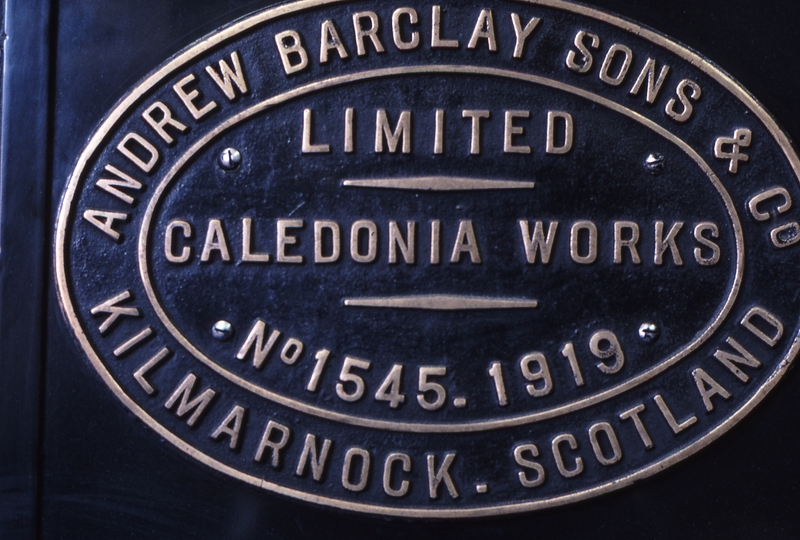 ANDREW BARCLAY SONS & Co
LIMITED
CALEDONIA WORKS
No 1545. 1919
KILMARNOCK. SCOTLAND